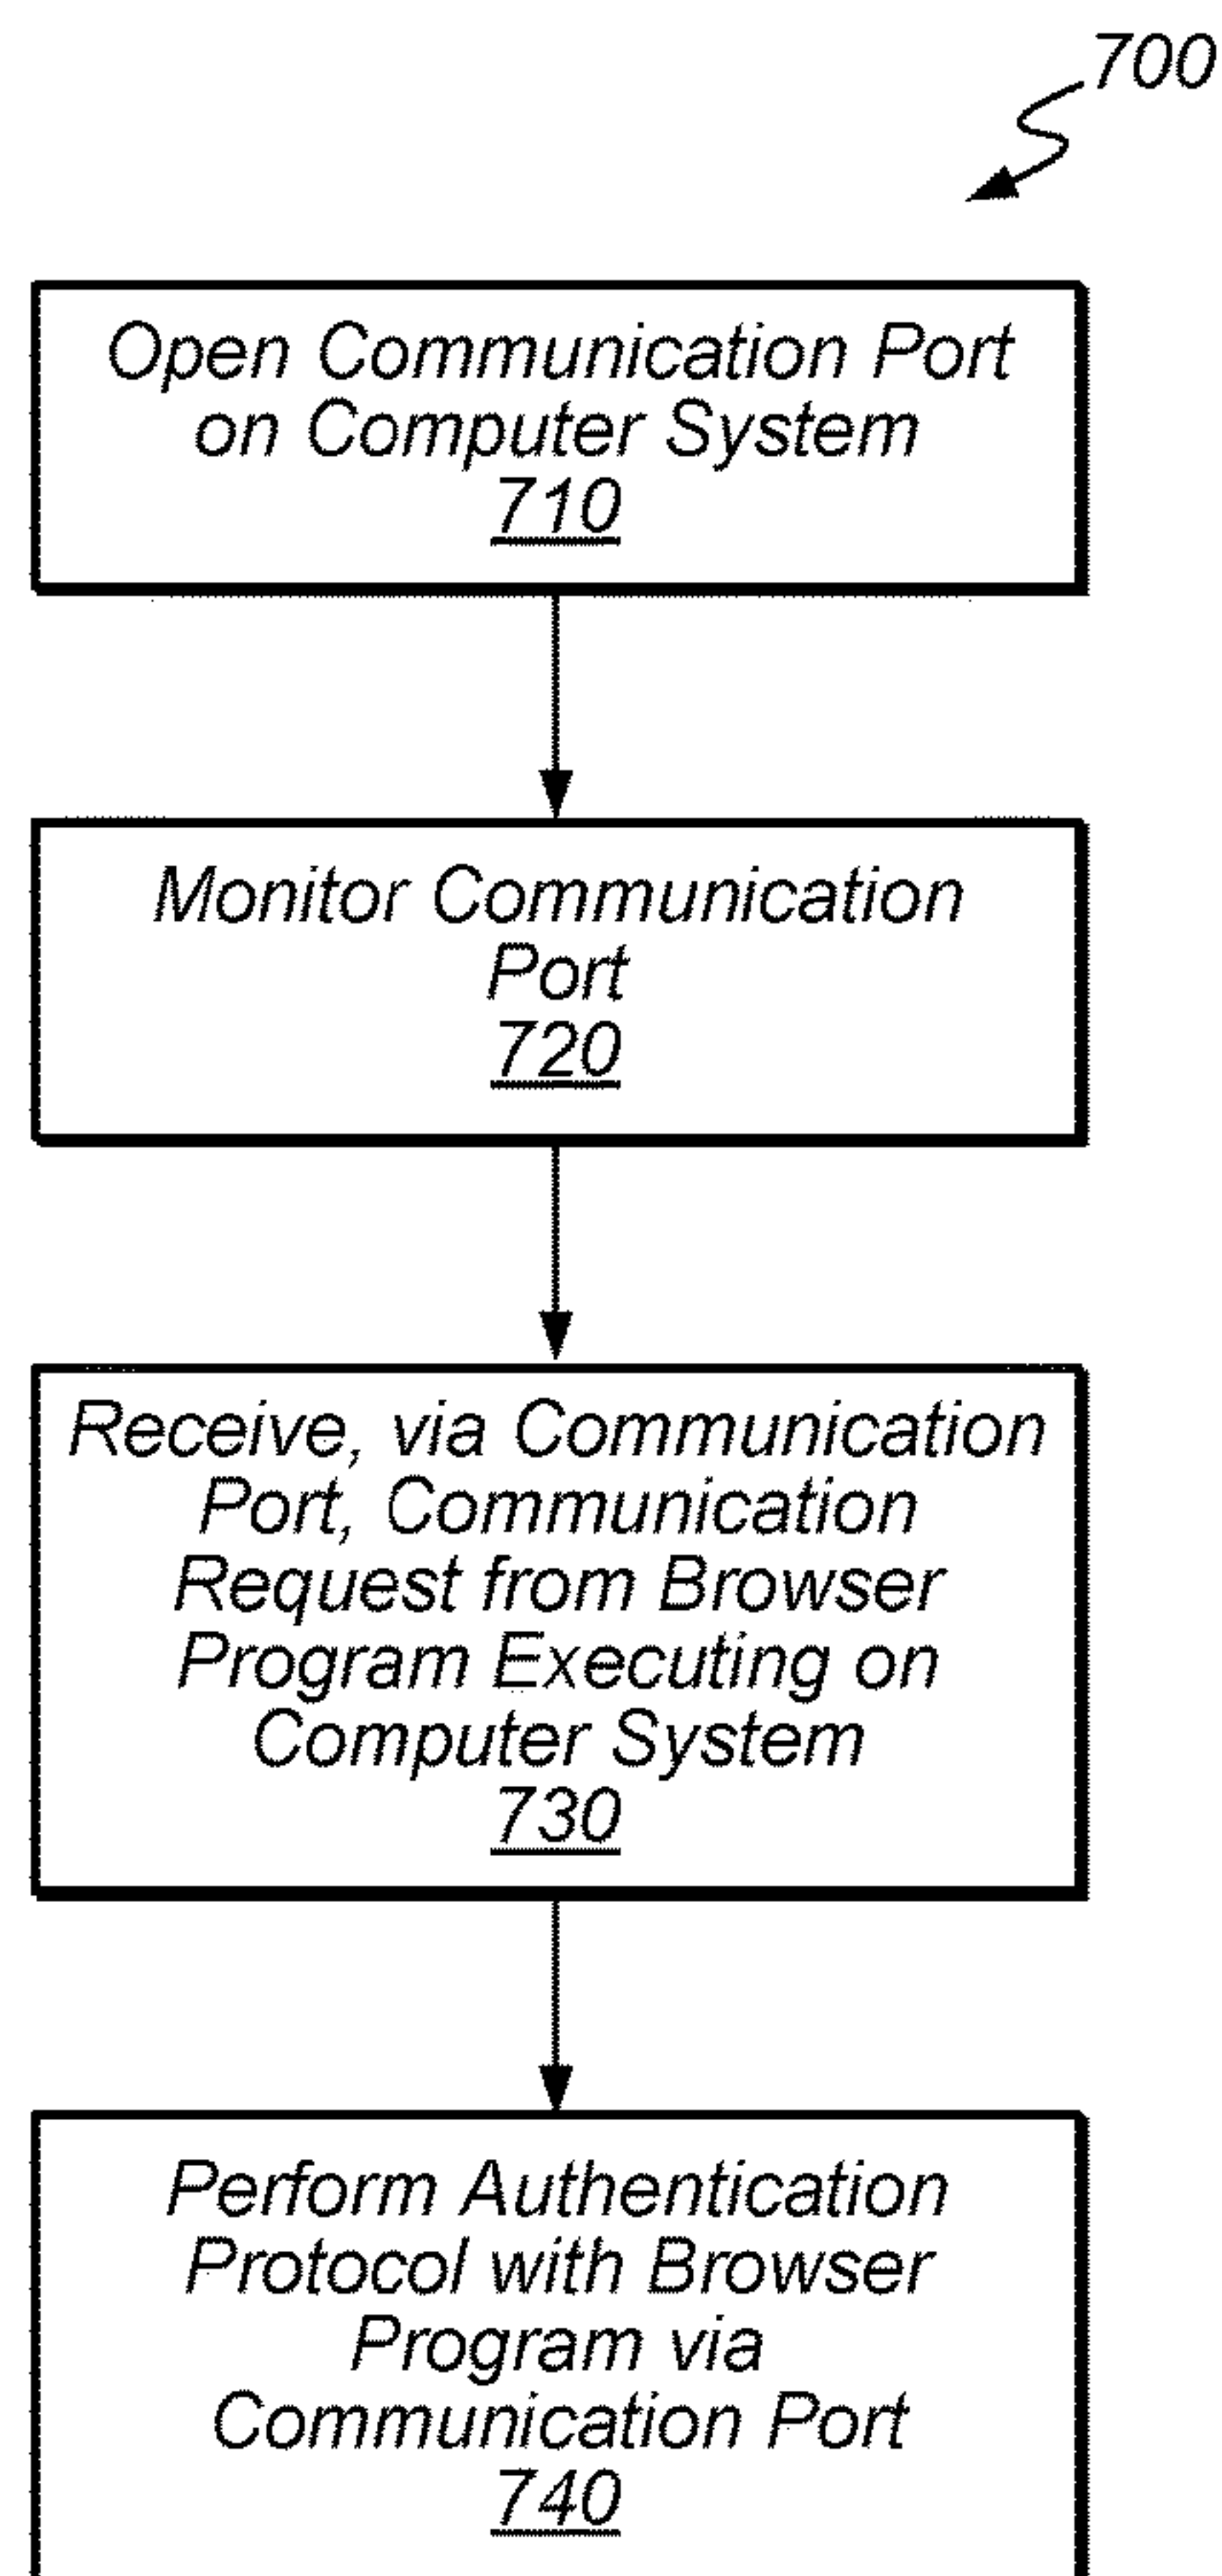 700
Open Communication Port
on Computer System
710
Monitor Communication
Port
720
Receive, via Communication
Port, Communication
Request from Browser
Program Executing on
Computer System
730
Perform Authentication
Protocol with Browser
Program via
Communication Port
740